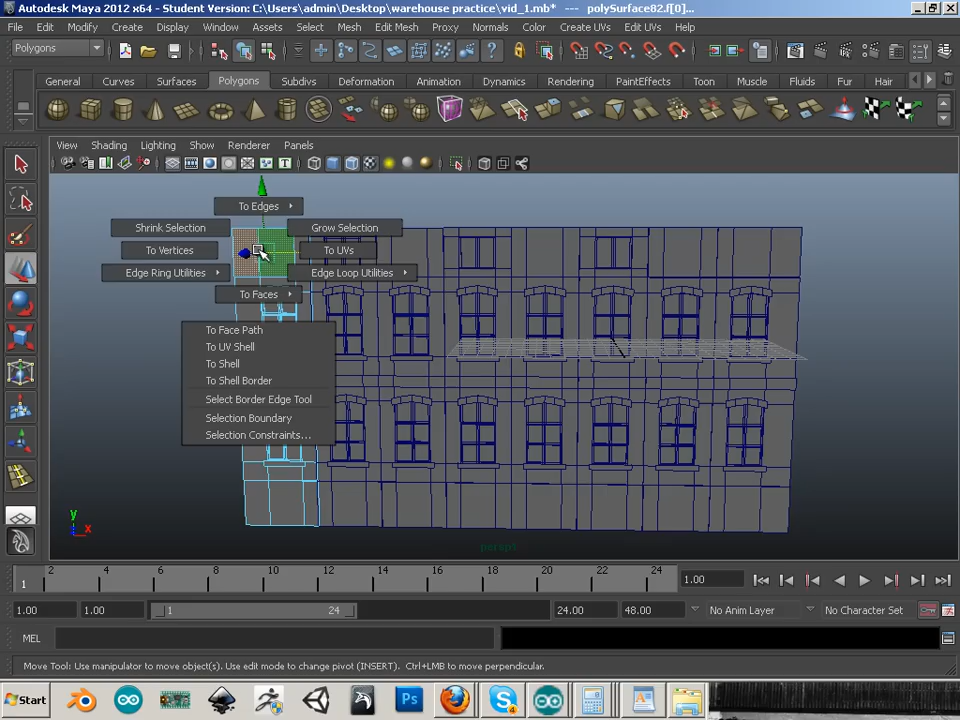 Autodesk Maya 2012 x64 - Student Version: C:\Users\admin\Desktop\warehouse practice\vid_1.mb* --- polySurface82.f[0]...
File Edit Modify Create Display Window Assets Select Mesh Edit Mesh Proxy Normals Color Create UVs Edit UVs Help
Polygons
General Curves Surfaces Polygons Subdivs Deformation Animation Dynamics Rendering PaintEffects Toon Muscle Fluids Fur Hair
View Shading Lighting Show Renderer Panels
To Edges
Shrink Selection Grow Selection
To Vertices To UVs
Edge Ring Utilities Edge Loop Utilities
To Faces
To Face Path
To UV Shell
To Shell
To Shell Border
Select Border Edge Tool
Selection Boundary
Selection Constraints...
y
x
persp5
2 4 6 8 10 12 14 16 18 20 22 24
1 1.00
1.00 1.00 1 24 24.00 48.00 No Anim Layer No Character Set
MEL
Move Tool: Use manipulator to move object(s). Use edit mode to change pivot (INSERT). Ctrl+LMB to move perpendicular.
Start